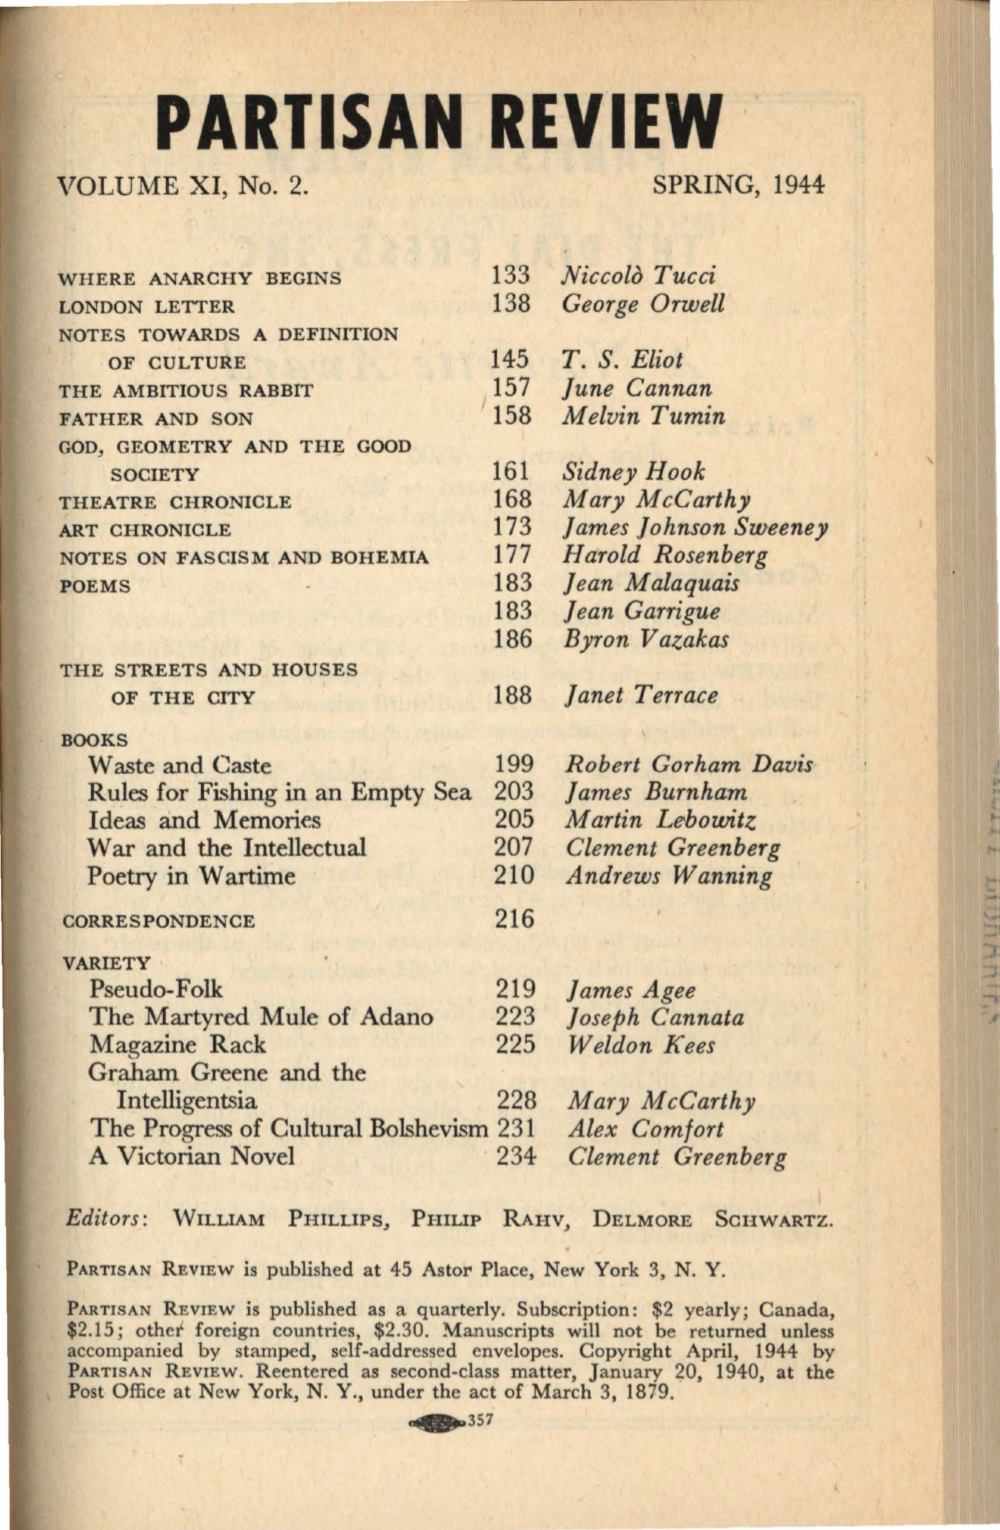 PARTISAN REVIEW
VOLUME XI, No. 2. SPRING, 1944
WHERE ANARCHY BEGINS 133 Niccolò Tucci
LONDON LETTER 138 George Orwell
NOTES TOWARDS A DEFINITION
OF CULTURE 145 T. S. Eliot
THE AMBITIOUS RABBIT 157 June Cannan
FATHER AND SON 158 Melvin Tumin
GOD, GEOMETRY AND THE GOOD
SOCIETY 161 Sidney Hook
THEATRE CHRONICLE 168 Mary McCarthy
ART CHRONICLE 173 James Johnson Sweeney
NOTES ON FASCISM AND BOHEMIA 177 Harold Rosenberg
POEMS 183 Jean Malaquais
183 Jean Garrigue
186 Byron Vazakas
THE STREETS AND HOUSES
OF THE CITY 188 Janet Terrace
BOOKS
Waste and Caste 199 Robert Gorham Davis
Rules for Fishing in an Empty Sea 203 James Burnham
Ideas and Memories 205 Martin Lebowitz
War and the Intellectual 207 Clement Greenberg
Poetry in Wartime 210 Andrews Wanning
CORRESPONDENCE 216
VARIETY
Pseudo-Folk 219 James Agee
The Martyred Mule of Adano 223 Joseph Cannata
Magazine Rack 225 Weldon Kees
Graham Greene and the
Intelligentsia 228 Mary McCarthy
The Progress of Cultural Bolshevism 231 Alex Comfort
A Victorian Novel 234 Clement Greenberg
Editors: WILLIAM PHILLIPS, PHILIP RAHV, DELMORE SCHWARTZ.
PARTISAN REVIEW is published at 45 Astor Place, New York 3, N. Y.
PARTISAN REVIEW is published as a quarterly. Subscription: $2 yearly; Canada,
$2.15; other foreign countries, $2.30. Manuscripts will not be returned unless
accompanied by stamped, self-addressed envelopes. Copyright April, 1944 by
PARTISAN REVIEW. Reentered as second-class matter, January 20, 1940, at the
Post Office at New York, N. Y., under the act of March 3, 1879.
357